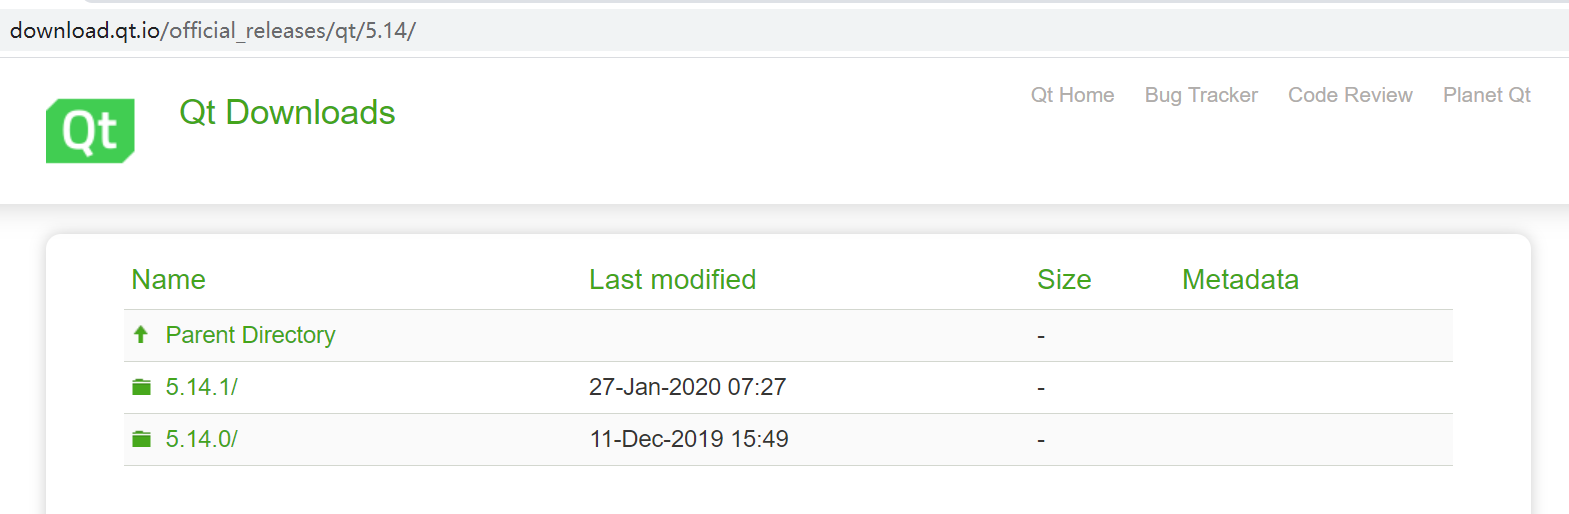 download.qt.io/official_releases/qt/5.14/
Qt
Qt Downloads
Qt Home Bug Tracker Code Review Planet Qt
Name Last modified Size Metadata
Parent Directory -
5.14.1/ 27-Jan-2020 07:27 -
5.14.0/ 11-Dec-2019 15:49 -